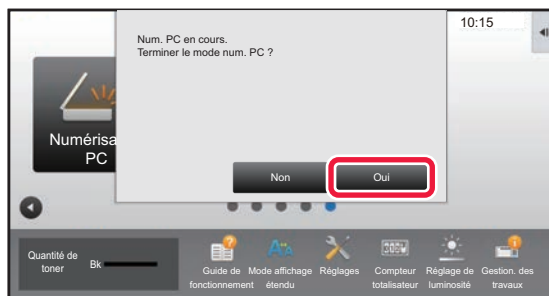 10:15
Num. PC en cours.
Terminer le mode num. PC ?
Numérisa
PC
Non
Oui
Quantité de
toner
Bk
Guide de
fonctionnement
Mode affichage
étendu
Réglages
Compteur
totalisateur
Réglage de
luminosité
Gestion. des
travaux